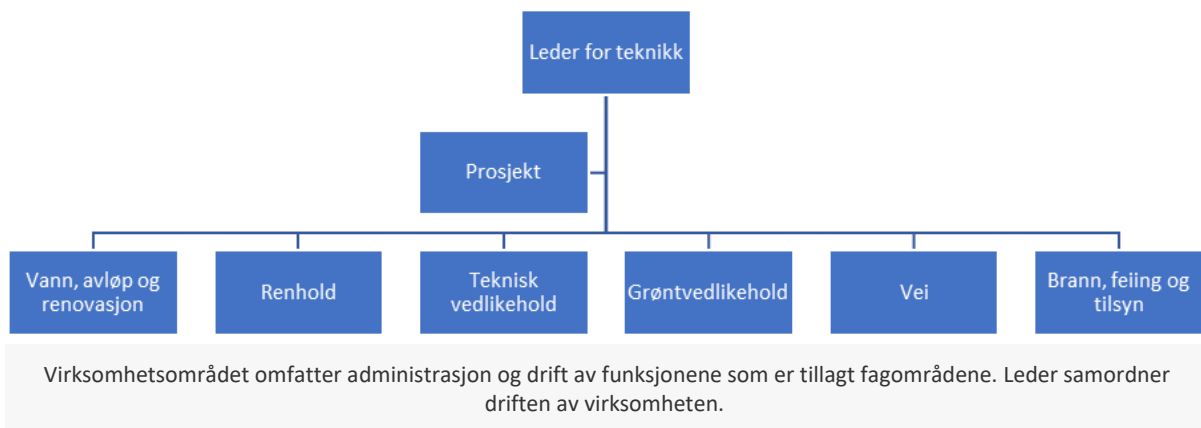 Leder for teknikk
Prosjekt
Vann, avløp og
renovasjon
Renhold
Teknisk
vedlikehold
Grøntvedlikehold
Vei
Brann, feiing og
tilsyn
Virksomhetsområdet omfatter administrasjon og drift av funksjonene som er tillagt fagområdene. Leder samordner
driften av virksomheten.